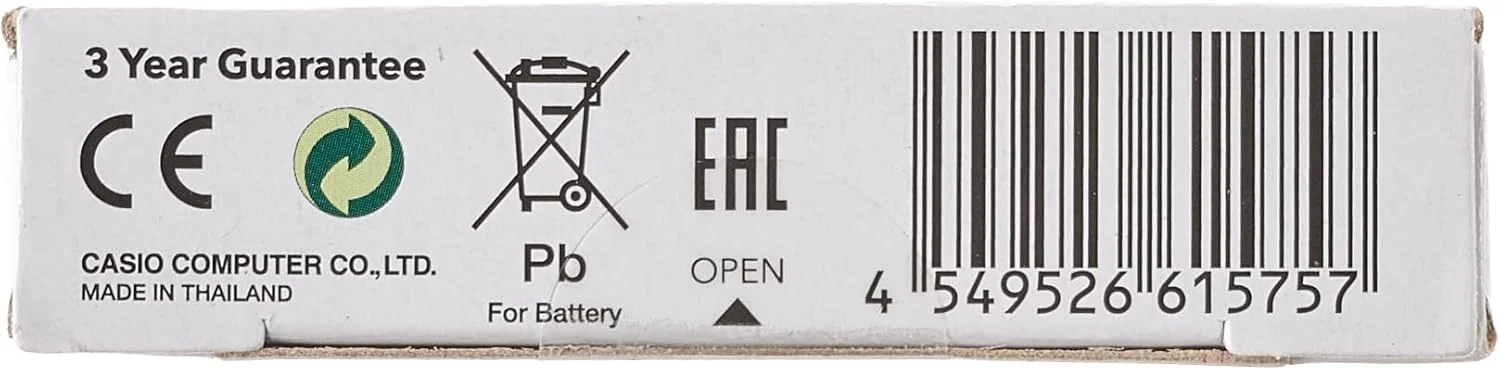 3 Year Guarantee
CE
CASIO COMPUTER CO.,LTD.
MADE IN THAILAND
Pb
For Battery
EAC
OPEN
4 549526 615757